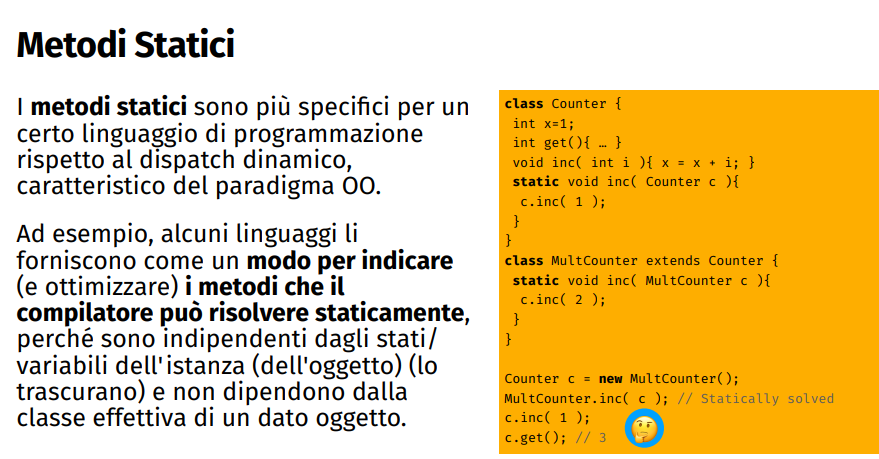 Metodi Statici
I metodi statici sono più specifici per un
certo linguaggio di programmazione
rispetto al dispatch dinamico,
caratteristico del paradigma OO.
Ad esempio, alcuni linguaggi li
forniscono come un modo per indicare
(e ottimizzare) i metodi che il
compilatore può risolvere staticamente,
perché sono indipendenti dagli stati/
variabili dell'istanza (dell'oggetto) (lo
trascurano) e non dipendono dalla
classe effettiva di un dato oggetto.
class Counter {
int x=1;
int get(){ … }
void inc( int i ){ x = x + i; }
static void inc( Counter c ){
c.inc( 1 );
}
}
class MultCounter extends Counter {
static void inc( MultCounter c ){
c.inc( 2 );
}
}
Counter c = new MultCounter();
MultCounter.inc( c ); // Statically solved
c.inc( 1 );
c.get(); // 3